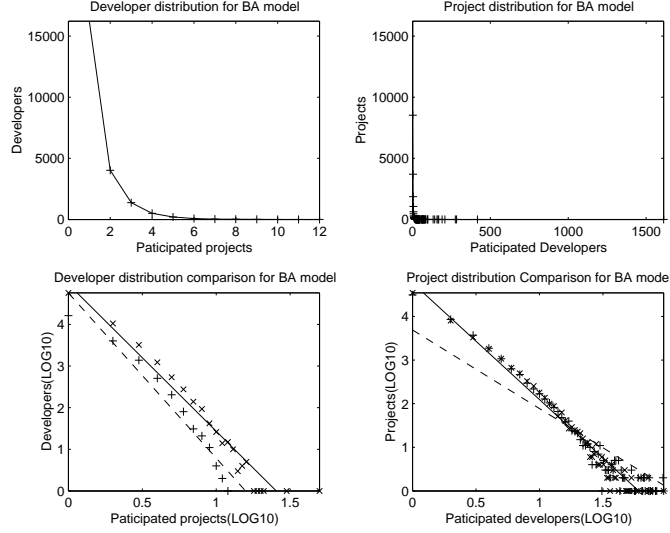 Developer distribution for BA model
15000
10000
5000
0
Developers
0 2 4 6 8 10 12
Paticipated projects
Project distribution for BA model
15000
10000
5000
0
Projects
0 500 1000 1500
Paticipated Developers
Developer distribution comparison for BA model
4
3
2
1
0
Developers(LOG10)
0 0.5 1 1.5
Paticipated projects(LOG10)
Project distribution Comparison for BA model
4
3
2
1
0
Projects(LOG10)
0 0.5 1 1.5
Paticipated developers(LOG10)